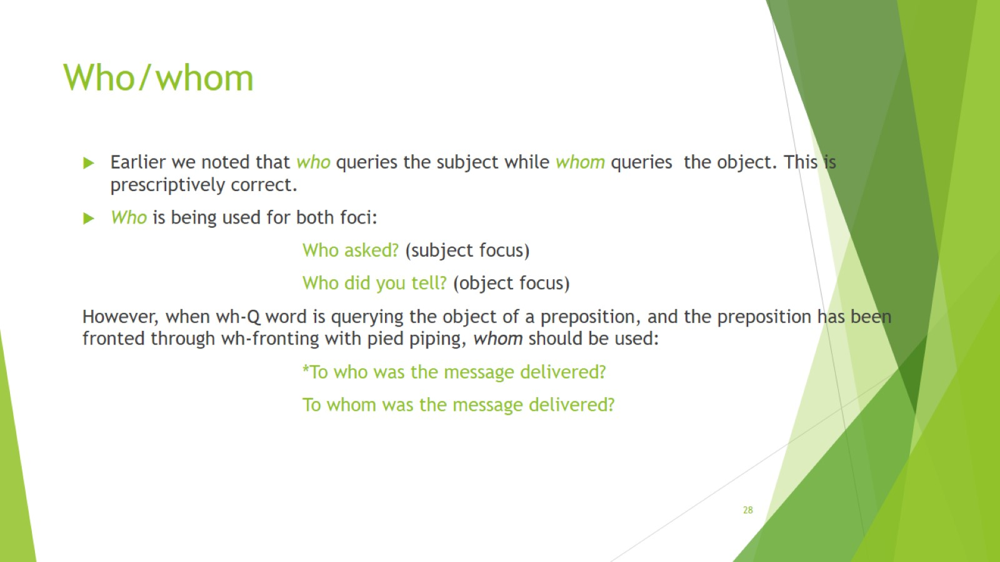 Who/whom
Earlier we noted that who queries the subject while whom queries  the object. This is
prescriptively correct.
Who is being used for both foci:
Who asked? (subject focus)
Who did you tell? (object focus)
However, when wh-Q word is querying the object of a preposition, and the preposition has been
fronted through wh-fronting with pied piping, whom should be used:
*To who was the message delivered?
To whom was the message delivered?
28